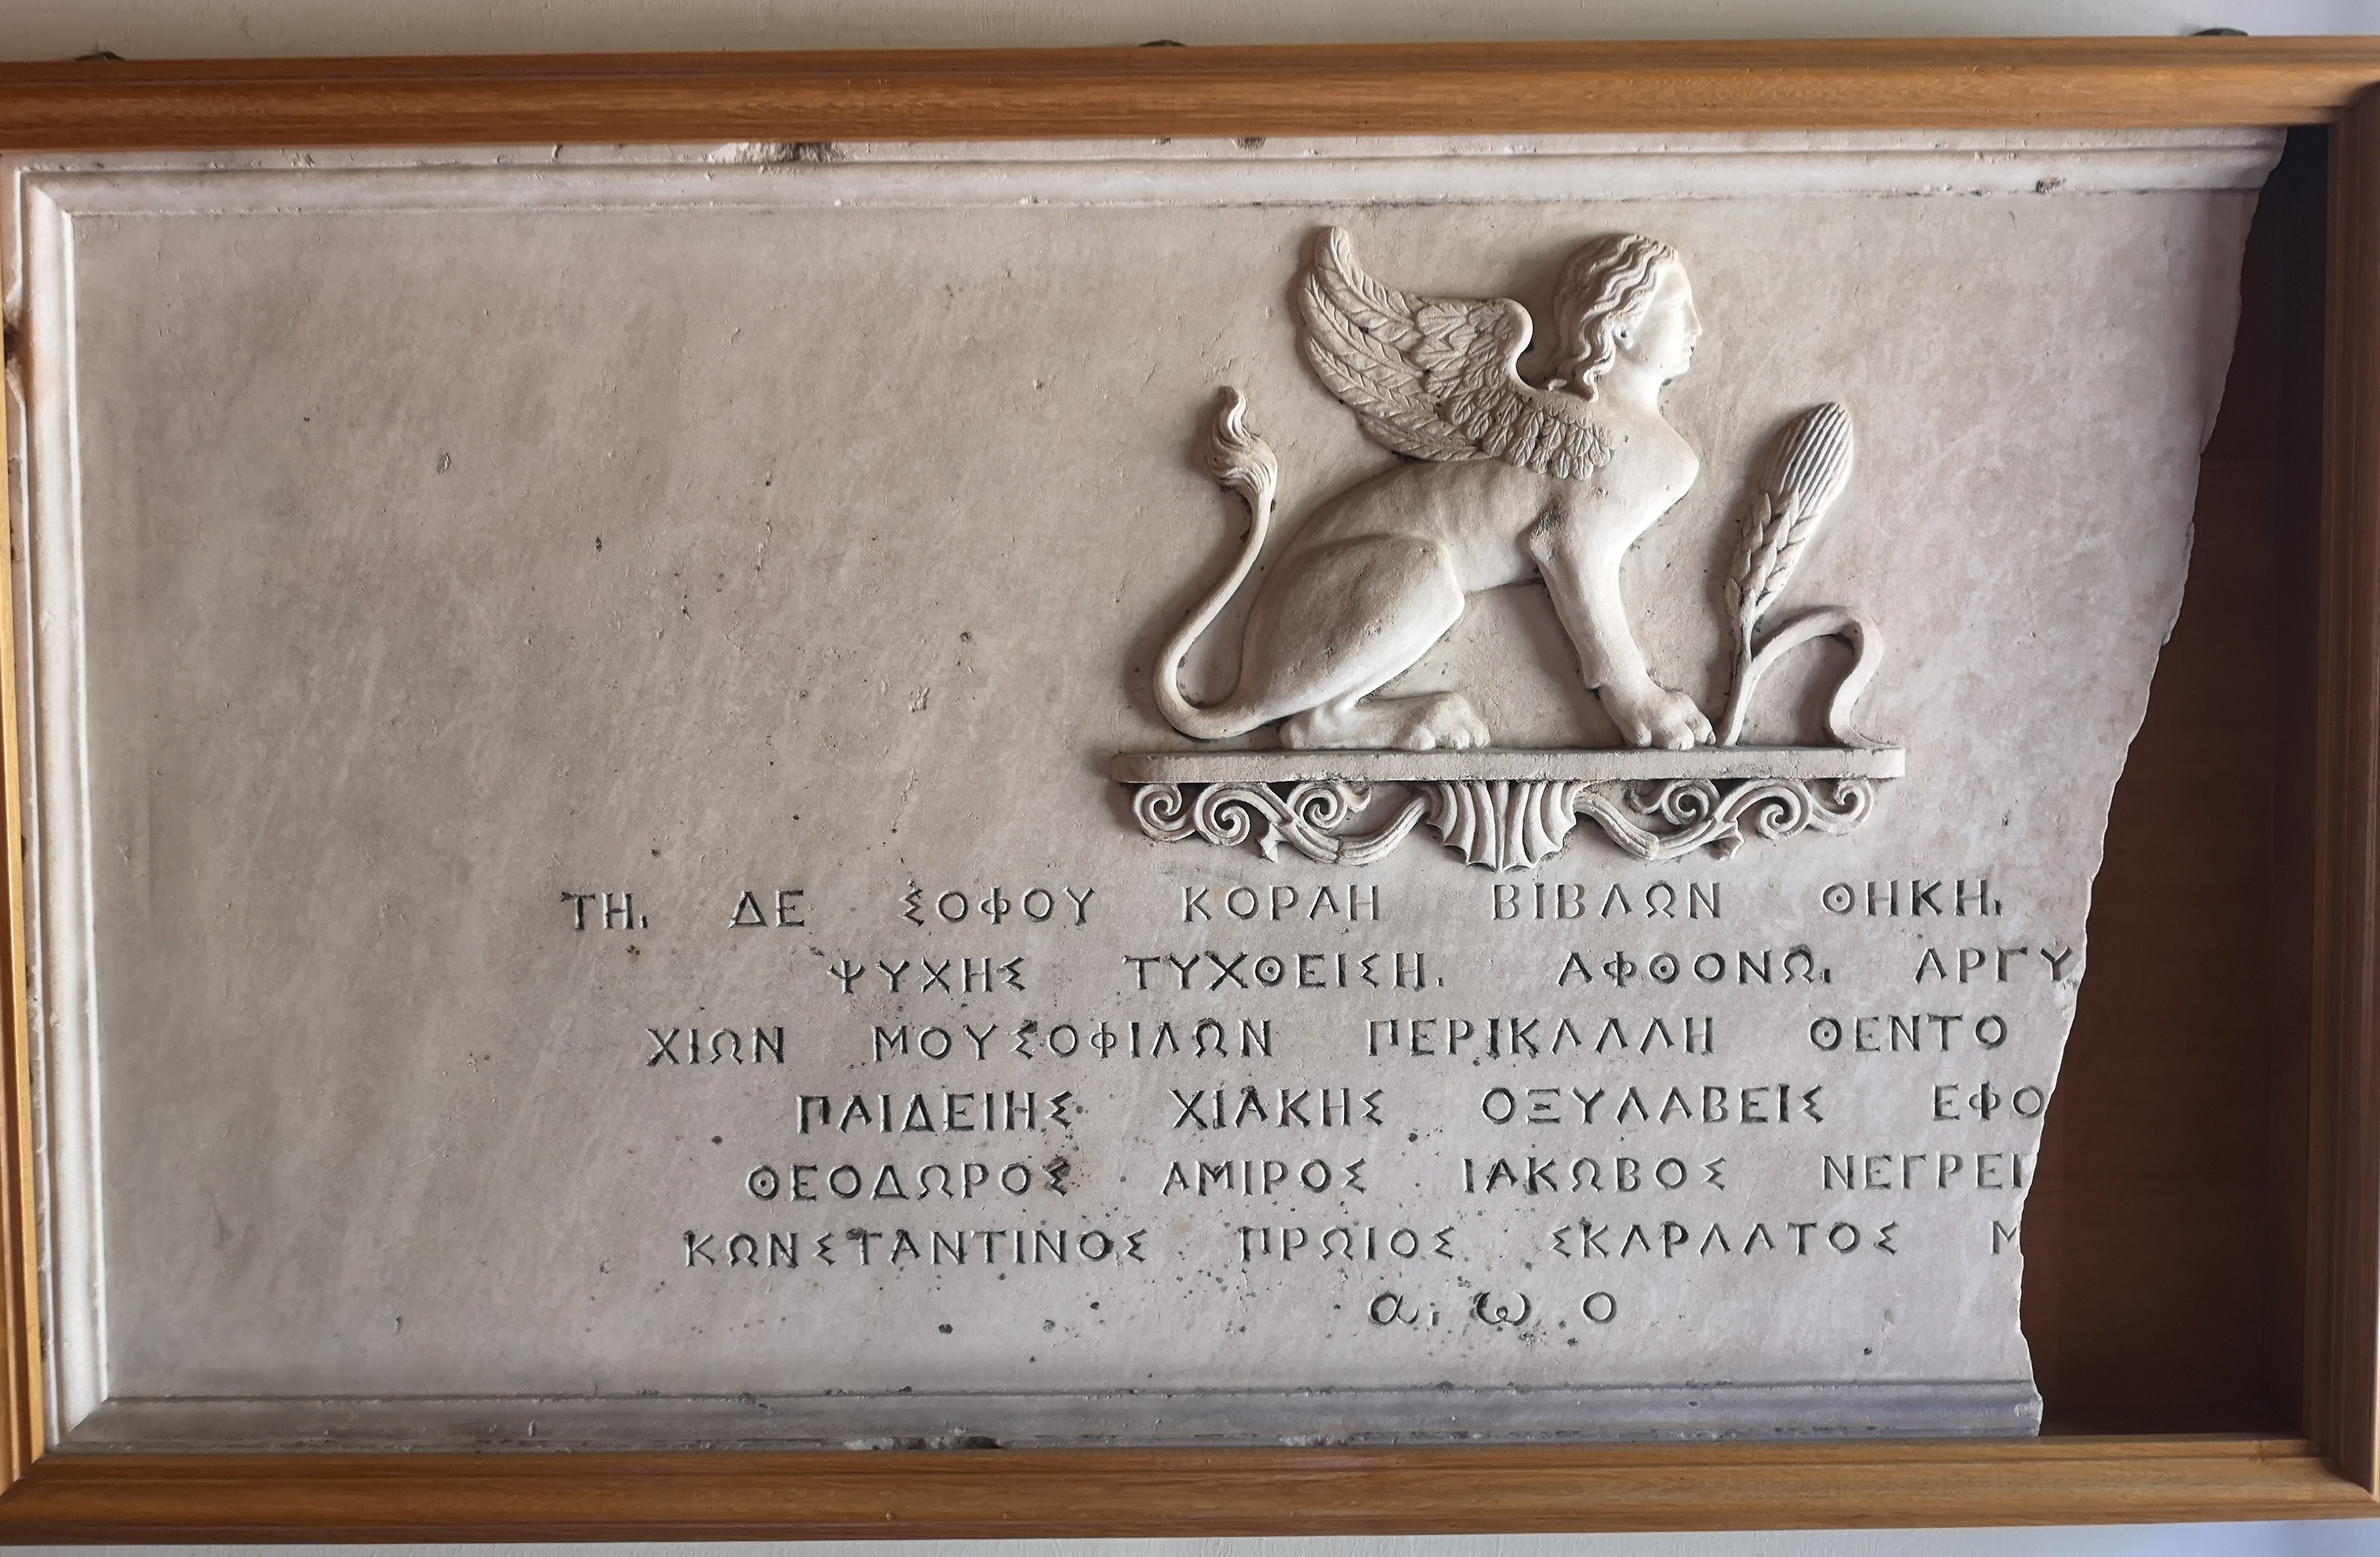 ΤΗι ΔΕ ΣΟΦΟΥ ΚΟΡΑΗ ΒΙΒΛΩΝ ΘΗΚΗι
ΨΥΧΗΣ ΤΥΧΘΕΙΣΗι ΑΦΘΟΝΩι ΑΡΓΥ
ΧΙΩΝ ΜΟΥΣΟΦΙΛΩΝ ΠΕΡΙΚΑΛΛΗ ΘΕΝΤΟ
ΠΑΙΔΕΙΗΣ ΧΙΑΚΗΣ ΟΞΥΛΑΒΕΙΣ ΕΦΟ
ΘΕΟΔΩΡΟΣ · ΑΜΙΡΟΣ · ΙΑΚΩΒΟΣ ΝΕΓΡΕΙ
ΚΩΝΣΤΑΝΤΙΝΟΣ ΠΡΩΙΟΣ ΣΚΑΡΛΑΤΟΣ Μ
α. ω. ο